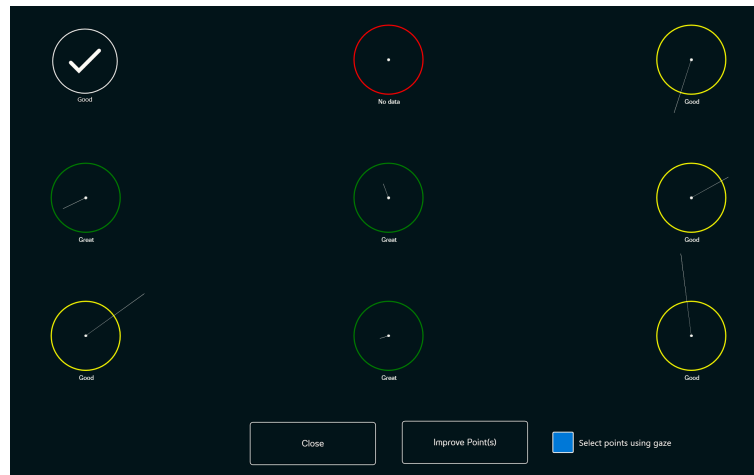 Good
No data
Good
Great
Great
Good
Good
Great
Good
Close
Improve Point(s)
Select points using gaze